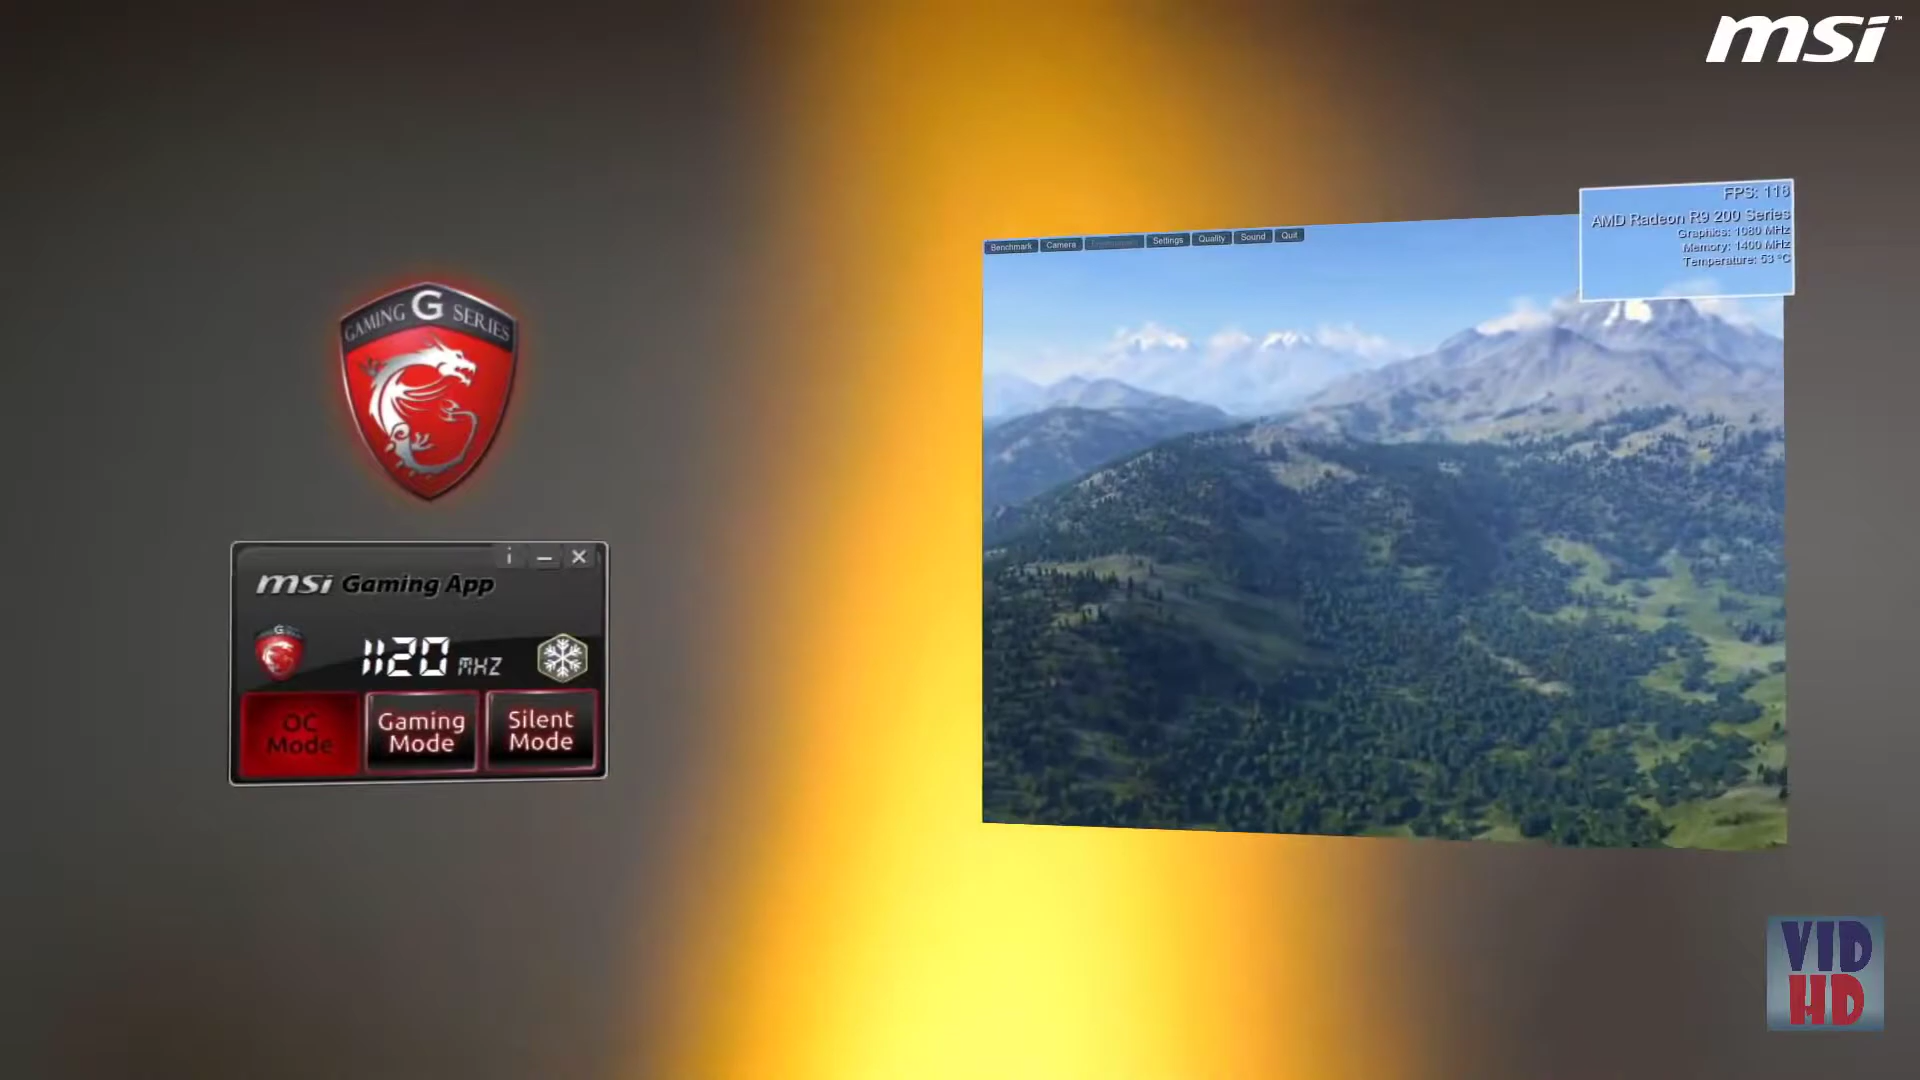 msi™
FPS: 118
AMD Radeon R9 200 Series
Graphics: 1080 MHz
Memory: 1400 MHz
Temperature: 53 °C
Benchmark Camera Settings Quality Sound Quit
GAMING G SERIES
i
msi Gaming App
G
1120 MHZ
OC Mode
Gaming Mode
Silent Mode
VID
HD